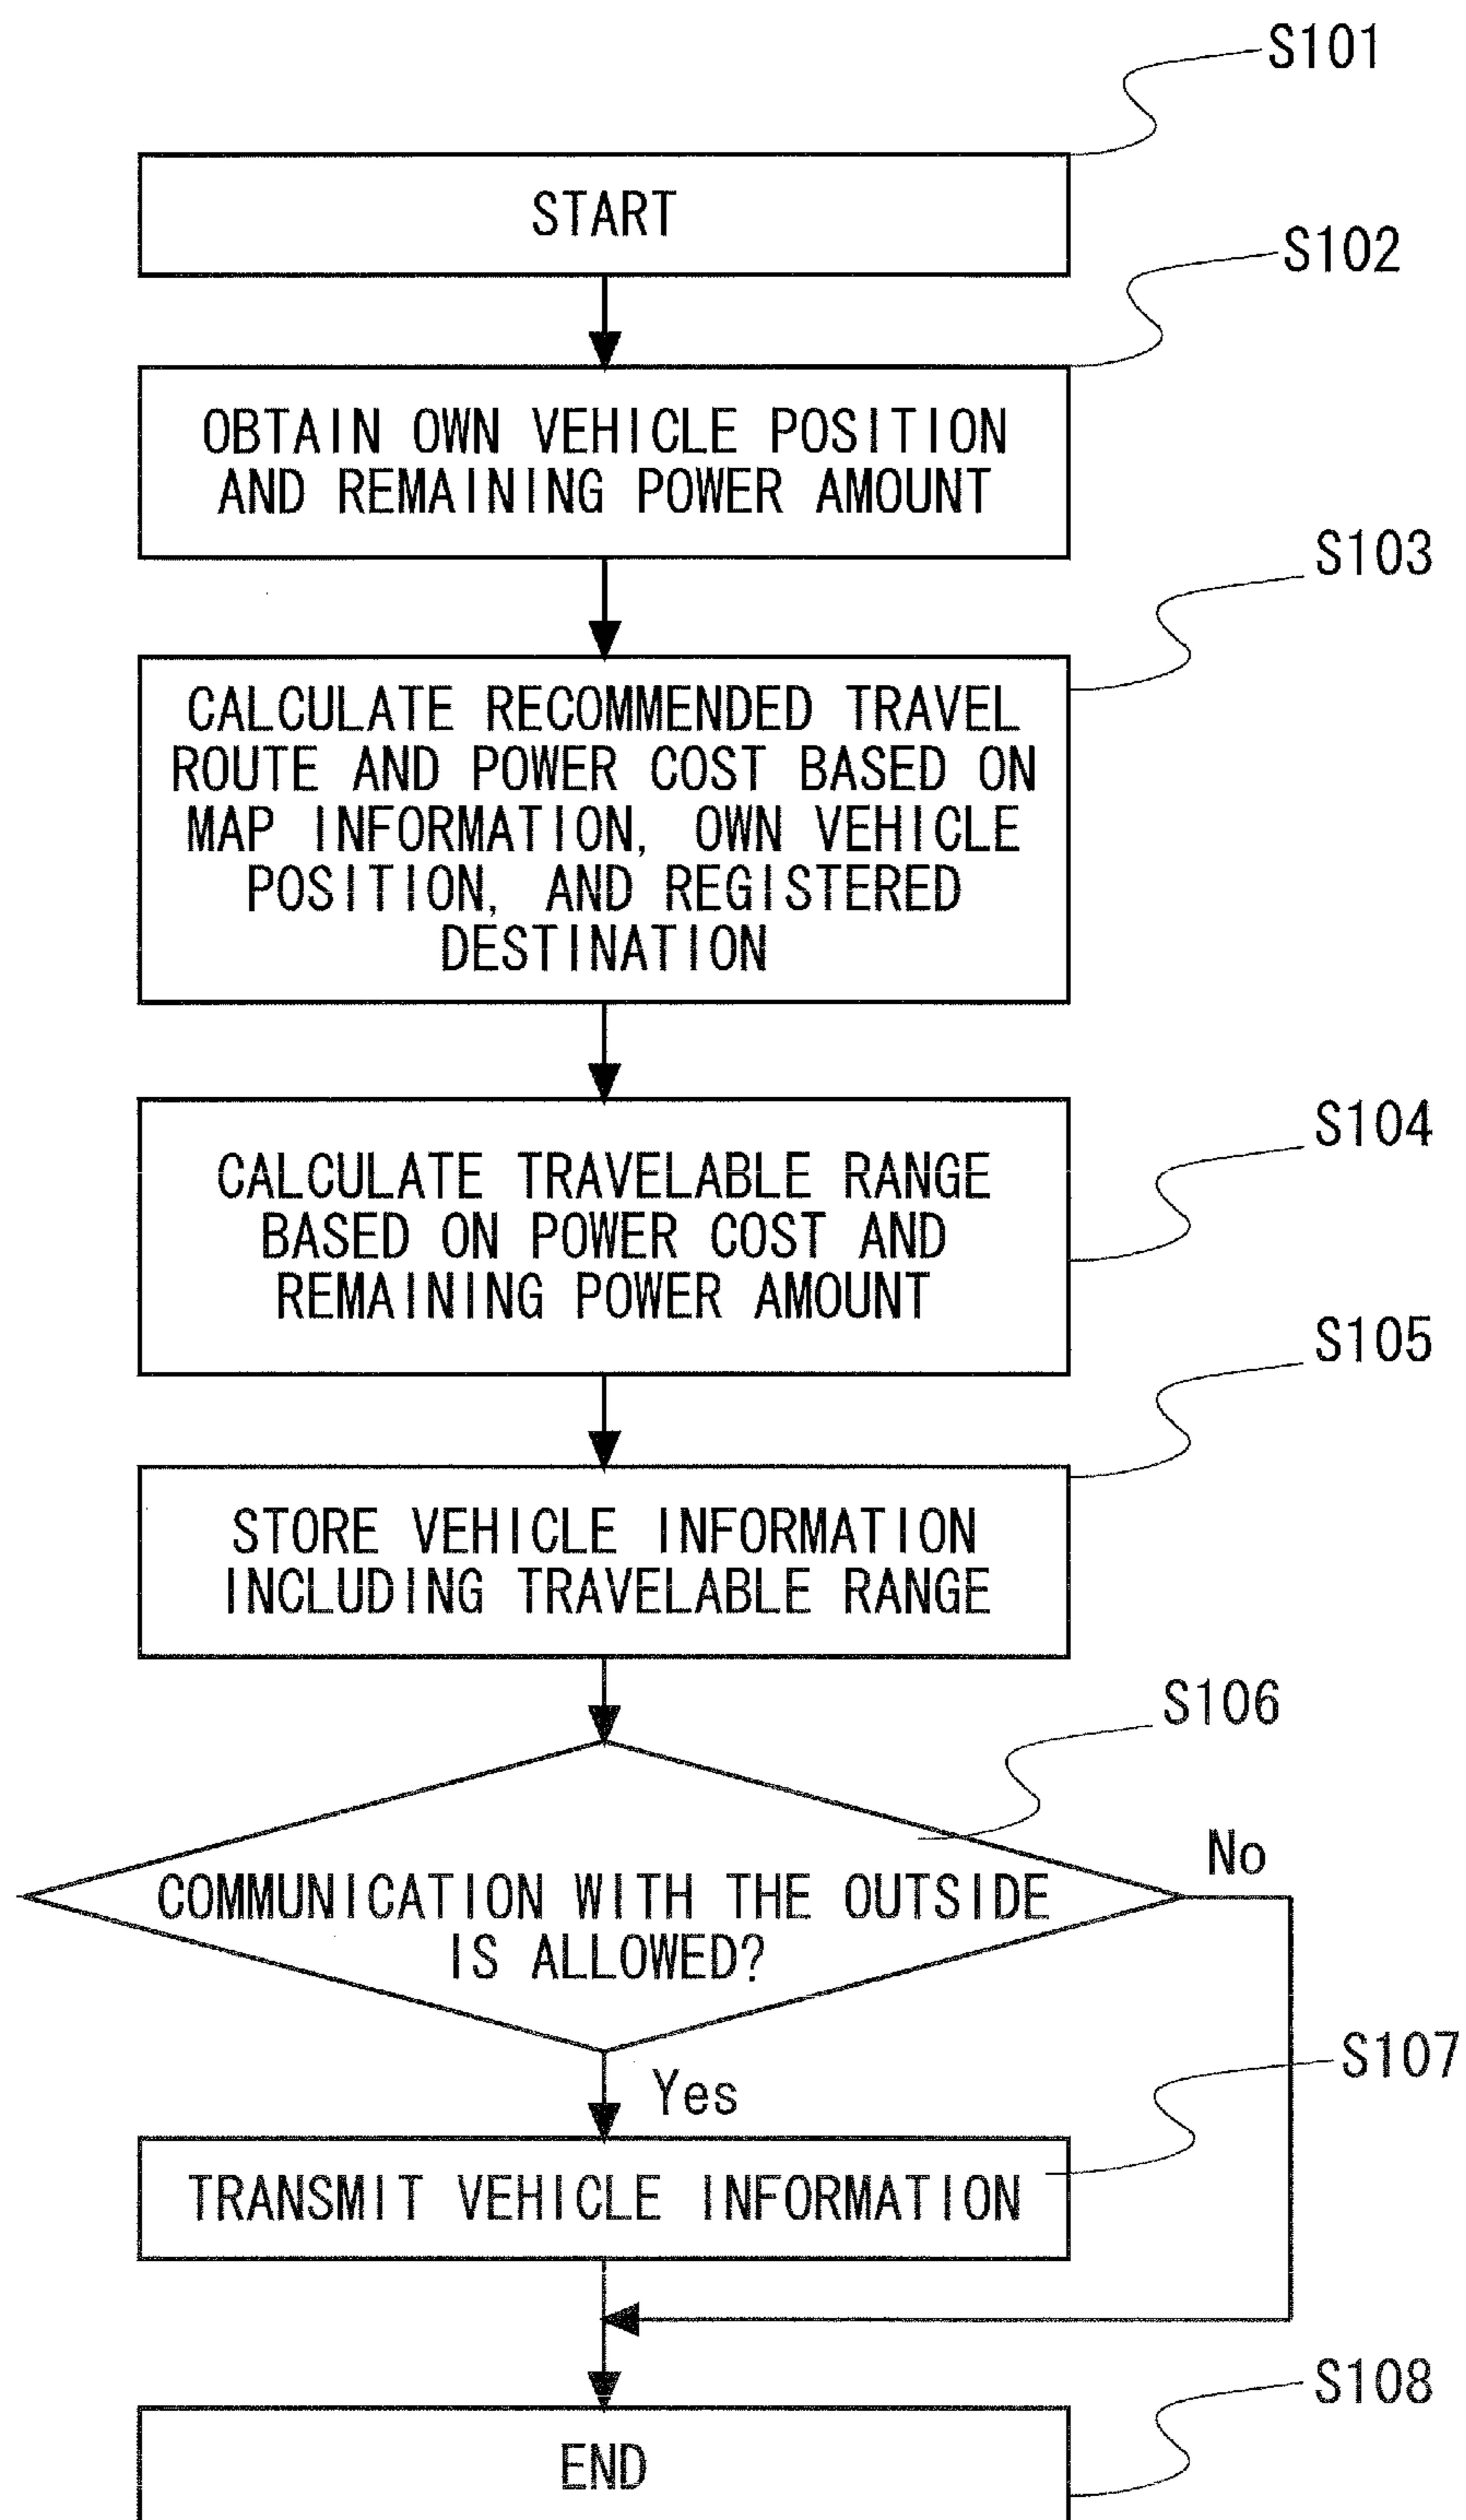 S101
START
S102
OBTAIN OWN VEHICLE POSITION
AND REMAINING POWER AMOUNT
S103
CALCULATE RECOMMENDED TRAVEL
ROUTE AND POWER COST BASED ON
MAP INFORMATION, OWN VEHICLE
POSITION, AND REGISTERED
DESTINATION
S104
CALCULATE TRAVELABLE RANGE
BASED ON POWER COST AND
REMAINING POWER AMOUNT
S105
STORE VEHICLE INFORMATION
INCLUDING TRAVELABLE RANGE
S106
No
COMMUNICATION WITH THE OUTSIDE
IS ALLOWED?
S107
Yes
TRANSMIT VEHICLE INFORMATION
S108
END